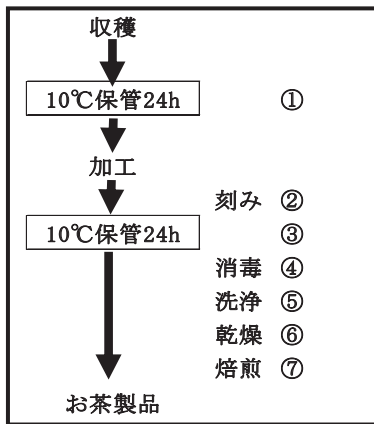 収穫
10℃保管24h ①
加工
刻み ②
10℃保管24h ③
消毒 ④
洗浄 ⑤
乾燥 ⑥
焙煎 ⑦
お茶製品